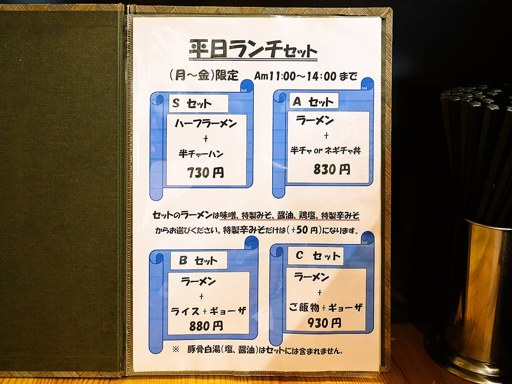 平日ランチセット
(月～金)限定 Am11:00～14:00まで
S セット
ハーフラーメン
+
半チャーハン
730円
A セット
ラーメン
+
半チャorネギチャ丼
830円
セットのラーメンは味噌、特製みそ、醤油、鶏塩、特製辛みそ
からお選びください。特製辛みそだけは(+50円)になります。
B セット
ラーメン
+
ライス+ギョーザ
880円
C セット
ラーメン
+
ご飯物+ギョーザ
930円
※ 豚骨白湯(塩、醤油)はセットには含まれません。